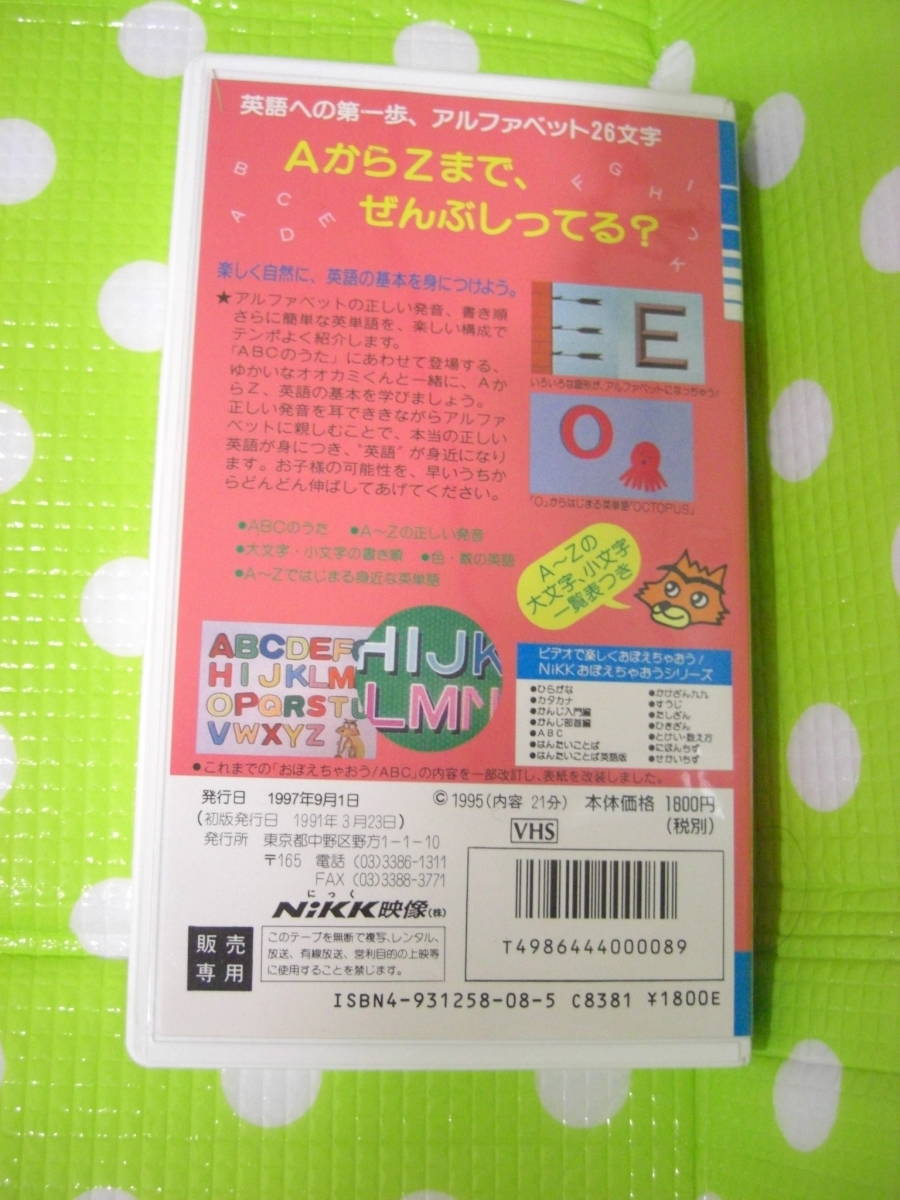 英語への第一歩、アルファベット26文字
AからZまで、
ぜんぶしってる?
A B C D E F G H I J K
楽しく自然に、英語の基本を身につけよう。
★アルファベットの正しい発音、書き順
さらに簡単な英単語を、楽しい構成で
テンポよく紹介します。
「ABCのうた」にあわせて登場する、
ゆかいなオオカミくんと一緒に、Aか
らZ、英語の基本を学びましょう。
正しい発音を耳でききながらアルファ
ベットに親しむことで、本当の正しい
英語が身につき、"英語"が身近になり
ます。お子様の可能性を、早いうちか
らどんどん伸ばしてあげてください。
E
いろいろな図形が、アルファベットになっちゃう!
O
「O」からはじまる英単語「OCTOPUS」
●ABCのうた ●A〜Zの正しい発音
●大文字・小文字の書き順 ●色・数の英語
●A〜Zではじまる身近な英単語
A〜Zの
大文字、小文字
一覧表つき
ABCDEFG
HIJKLM
OPQRSTU
VWXYZ
HIJK
LMN
ビデオで楽しくおぼえちゃおう!
NiKKおぼえちゃおうシリーズ
●ひらがな
●カタカナ
●かんじ入門編
●かんじ部首編
●ABC
●はんたいことば
●はんたいことば英語版
●かけざん九九
●すうじ
●たしざん
●ひきざん
●とけい・数え方
●にほんちず
●せかいちず
●これまでの「おぼえちゃおう!ABC」の内容を一部改訂し、表紙を改装しました。
発行日 1997年9月1日 ©1995(内容 21分) 本体価格 1800円
(初版発行日 1991年3月23日) (税別)
発行所 東京都中野区野方1-1-10
〒165 電話 (03)3386-1311
FAX (03)3388-3771
VHS
にっく
NiKK映像(株)
販売
専用
このテープを無断で複写、レンタル、
放送、有線放送、営利目的の上映等
に使用することを禁じます。
T4986444000089
ISBN4-931258-08-5 C8381 ¥1800E